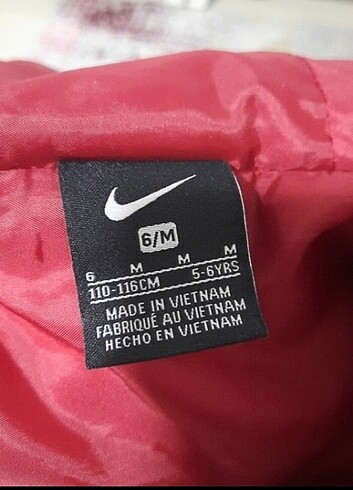 6/M
6 M M M
110-116CM 5-6YRS
MADE IN VIETNAM
FABRIQUÉ AU VIETNAM
HECHO EN VIETNAM